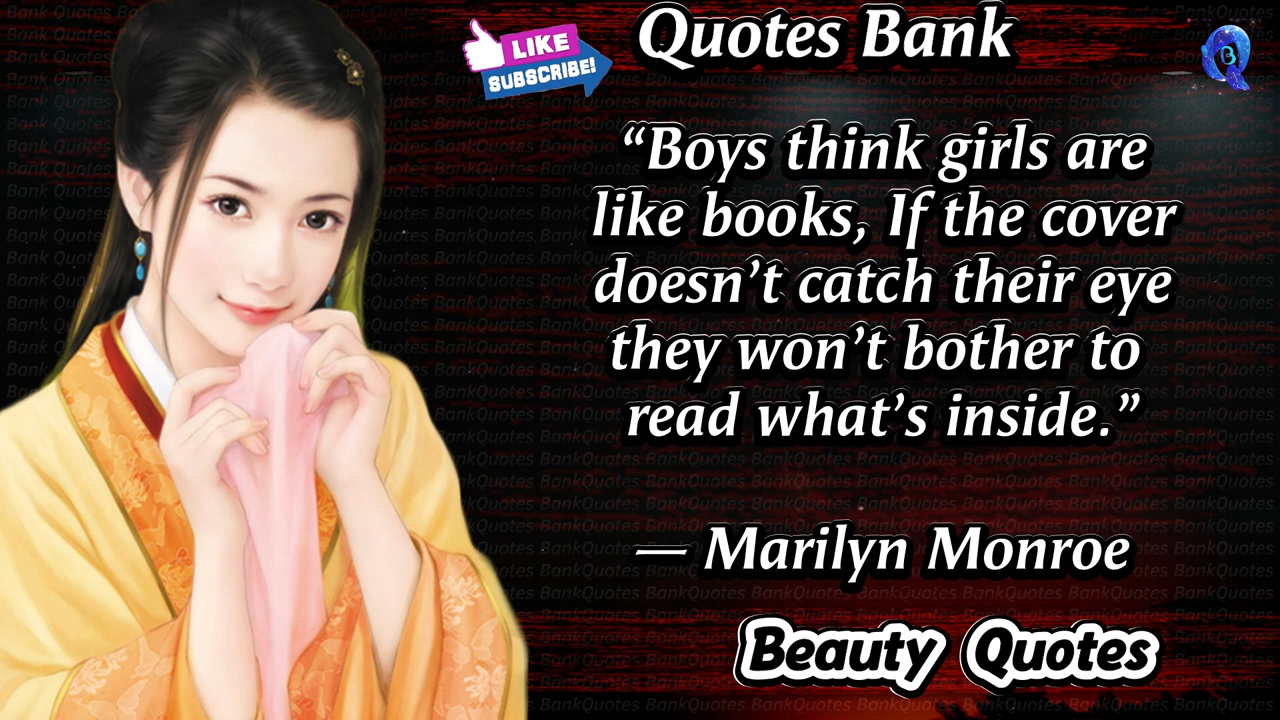 LIKE
SUBSCRIBE!
Quotes Bank
B
“Boys think girls are
like books, If the cover
doesn’t catch their eye
they won’t bother to
read what’s inside.”
— Marilyn Monroe
Beauty Quotes